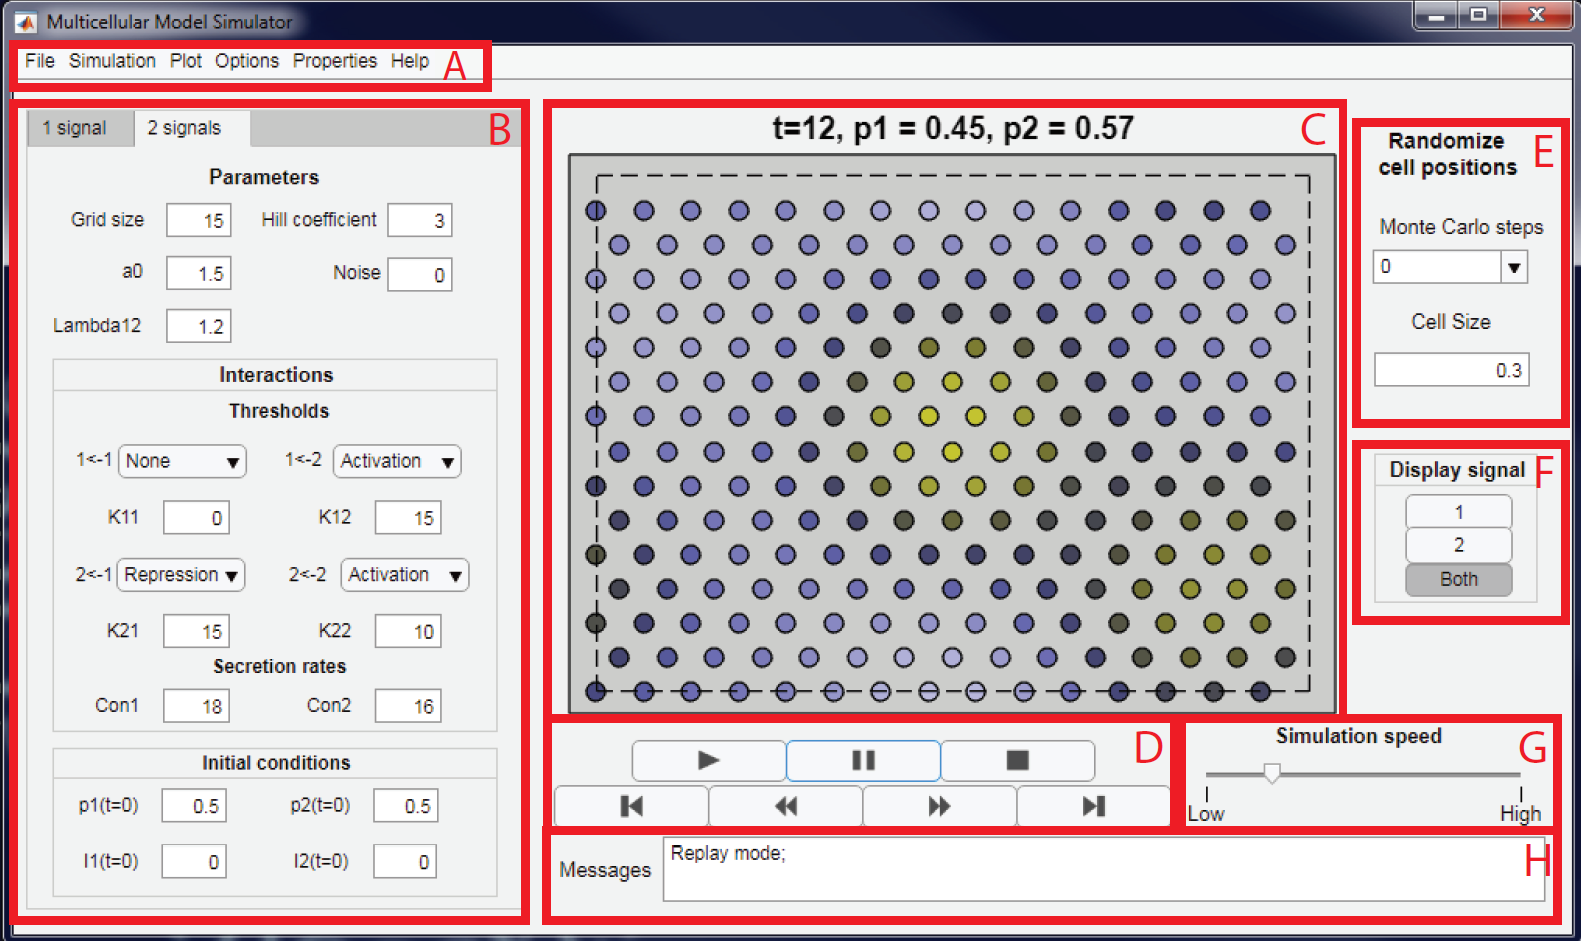 Multicellular Model Simulator
File Simulation Plot Options Properties Help A
1 signal 2 signals B
Parameters
Grid size 15 Hill coefficient 3
a0 1.5 Noise 0
Lambda12 1.2
Interactions
Thresholds
1<-1 None 1<-2 Activation
K11 0 K12 15
2<-1 Repression 2<-2 Activation
K21 15 K22 10
Secretion rates
Con1 18 Con2 16
Initial conditions
p1(t=0) 0.5 p2(t=0) 0.5
I1(t=0) 0 I2(t=0) 0
t=12, p1 = 0.45, p2 = 0.57 C
D
Randomize E
cell positions
Monte Carlo steps
0
Cell Size
0.3
Display signal F
1
2
Both
Simulation speed G
Low High
Messages Replay mode; H